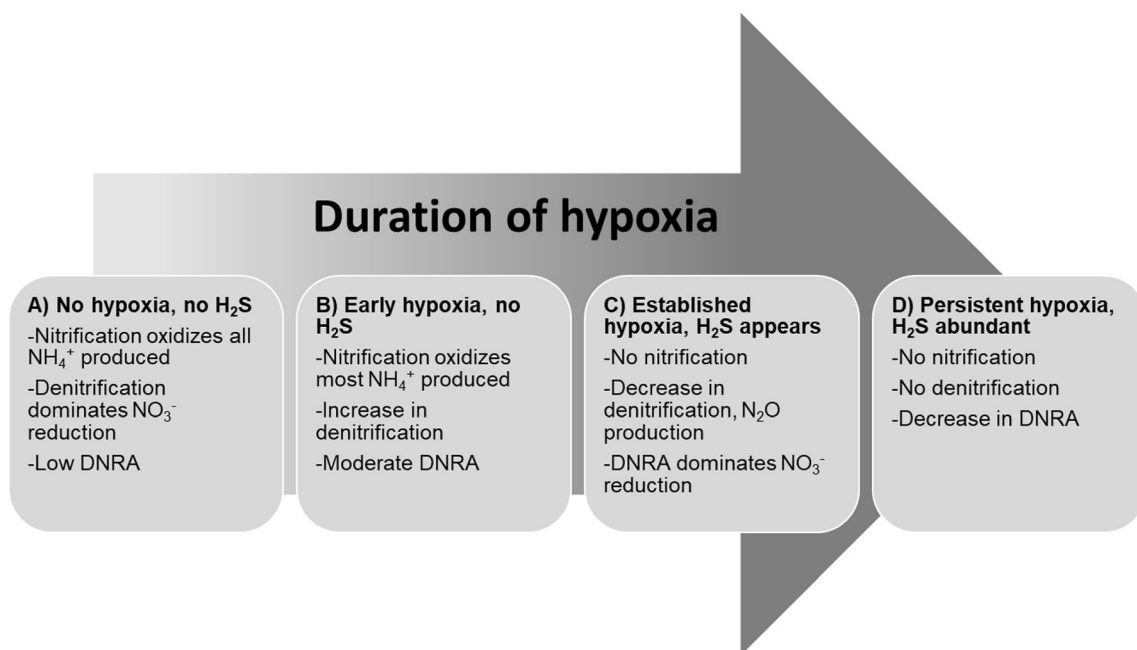 Duration of hypoxia
A) No hypoxia, no H₂S
-Nitrification oxidizes all
NH₄⁺ produced
-Denitrification
dominates NO₃⁻
reduction
-Low DNRA
B) Early hypoxia, no
H₂S
-Nitrification oxidizes
most NH₄⁺ produced
-Increase in
denitrification
-Moderate DNRA
C) Established
hypoxia, H₂S appears
-No nitrification
-Decrease in
denitrification, N₂O
production
-DNRA dominates NO₃⁻
reduction
D) Persistent hypoxia,
H₂S abundant
-No nitrification
-No denitrification
-Decrease in DNRA